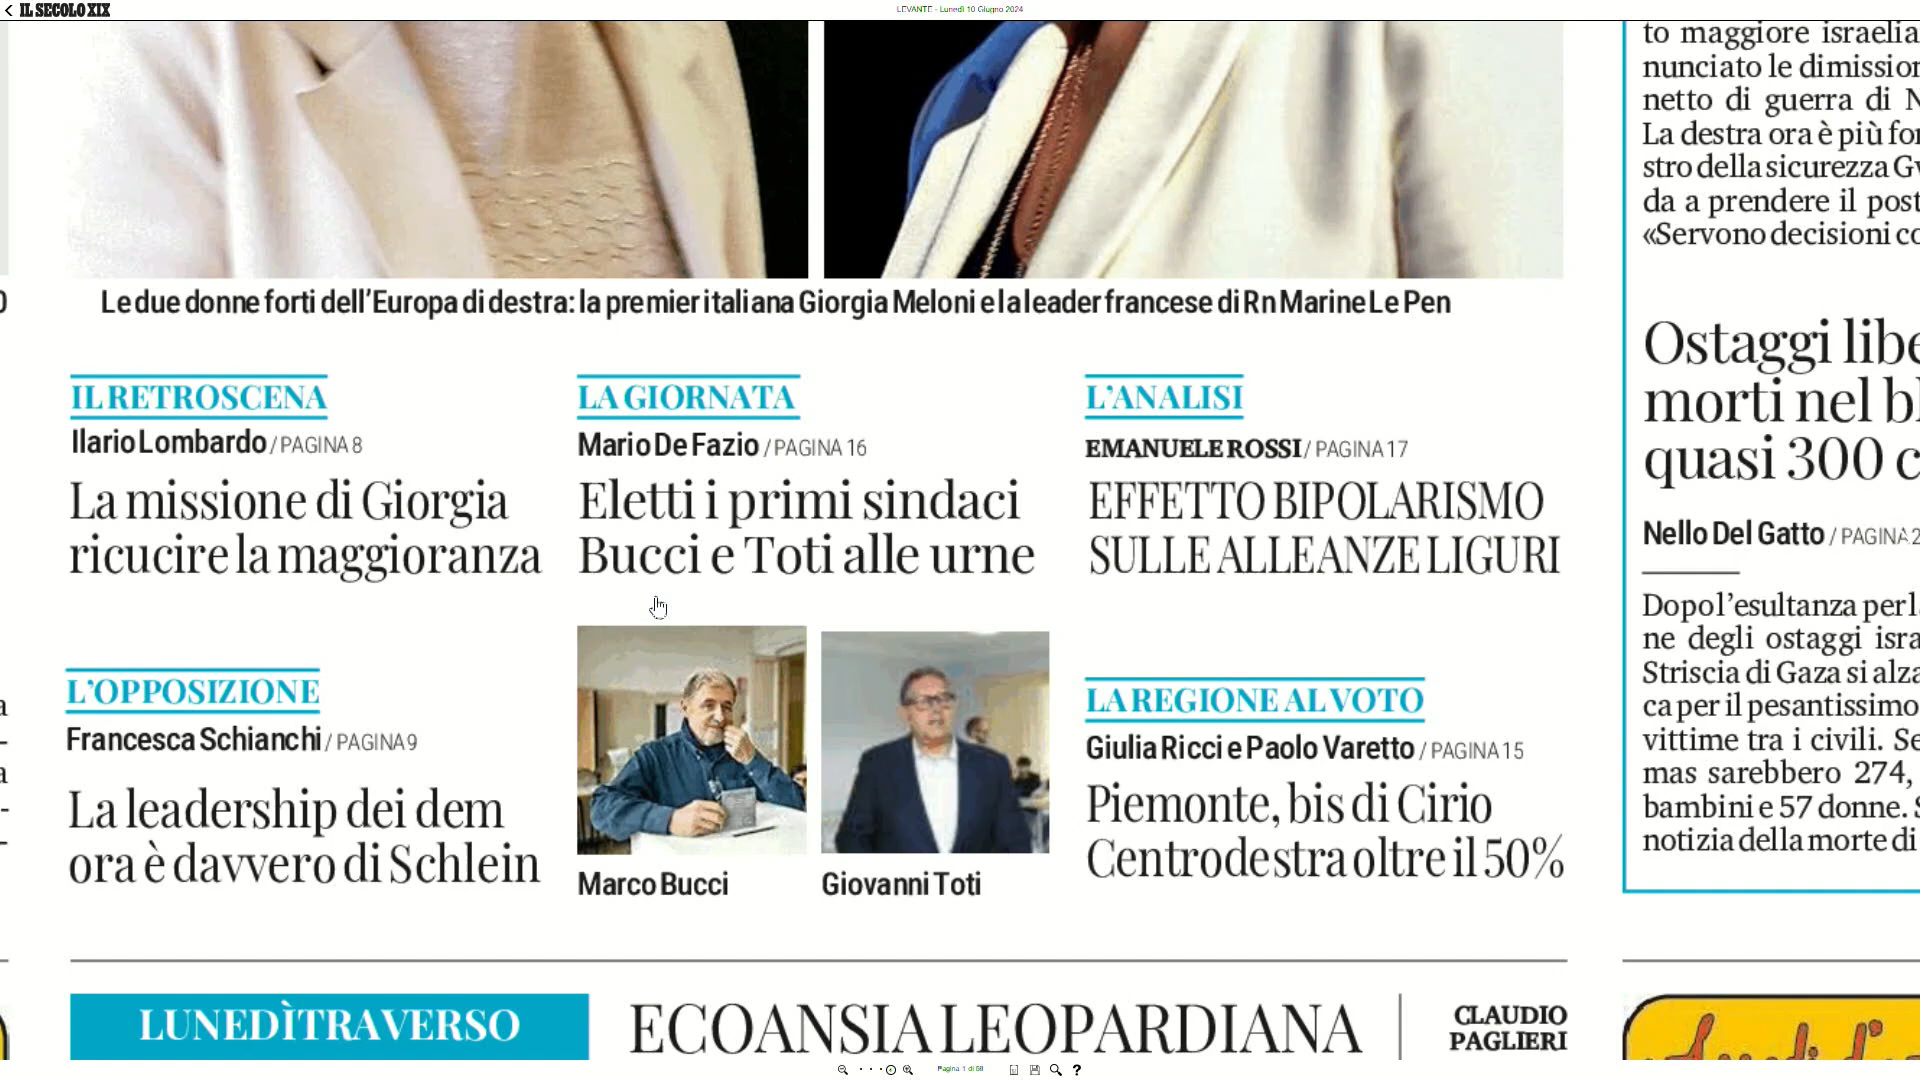 IL SECOLO XIX
LEVANTE - Lunedì 10 Giugno 2024
Le due donne forti dell'Europa di destra: la premier italiana Giorgia Meloni e la leader francese di Rn Marine Le Pen
IL RETROSCENA
Ilario Lombardo / PAGINA 8
La missione di Giorgia
ricucire la maggioranza
L'OPPOSIZIONE
Francesca Schianchi / PAGINA 9
La leadership dei dem
ora è davvero di Schlein
LA GIORNATA
Mario De Fazio / PAGINA 16
Eletti i primi sindaci
Bucci e Toti alle urne
Marco Bucci
Giovanni Toti
L'ANALISI
EMANUELE ROSSI / PAGINA 17
EFFETTO BIPOLARISMO
SULLE ALLEANZE LIGURI
LA REGIONE AL VOTO
Giulia Ricci e Paolo Varetto / PAGINA 15
Piemonte, bis di Cirio
Centrodestra oltre il 50%
to maggiore israelia
nunciato le dimission
netto di guerra di N
La destra ora è più for
stro della sicurezza Gv
da a prendere il post
«Servono decisioni co
Ostaggi libe
morti nel bl
quasi 300 c
Nello Del Gatto / PAGINA 2
Dopo l'esultanza per l
ne degli ostaggi isra
Striscia di Gaza si alza
ca per il pesantissimo
vittime tra i civili. Se
mas sarebbero 274,
bambini e 57 donne. S
notizia della morte di
LUNEDÌTRAVERSO
ECOANSIA LEOPARDIANA
CLAUDIO
PAGLIERI
Pagina 1 di 58